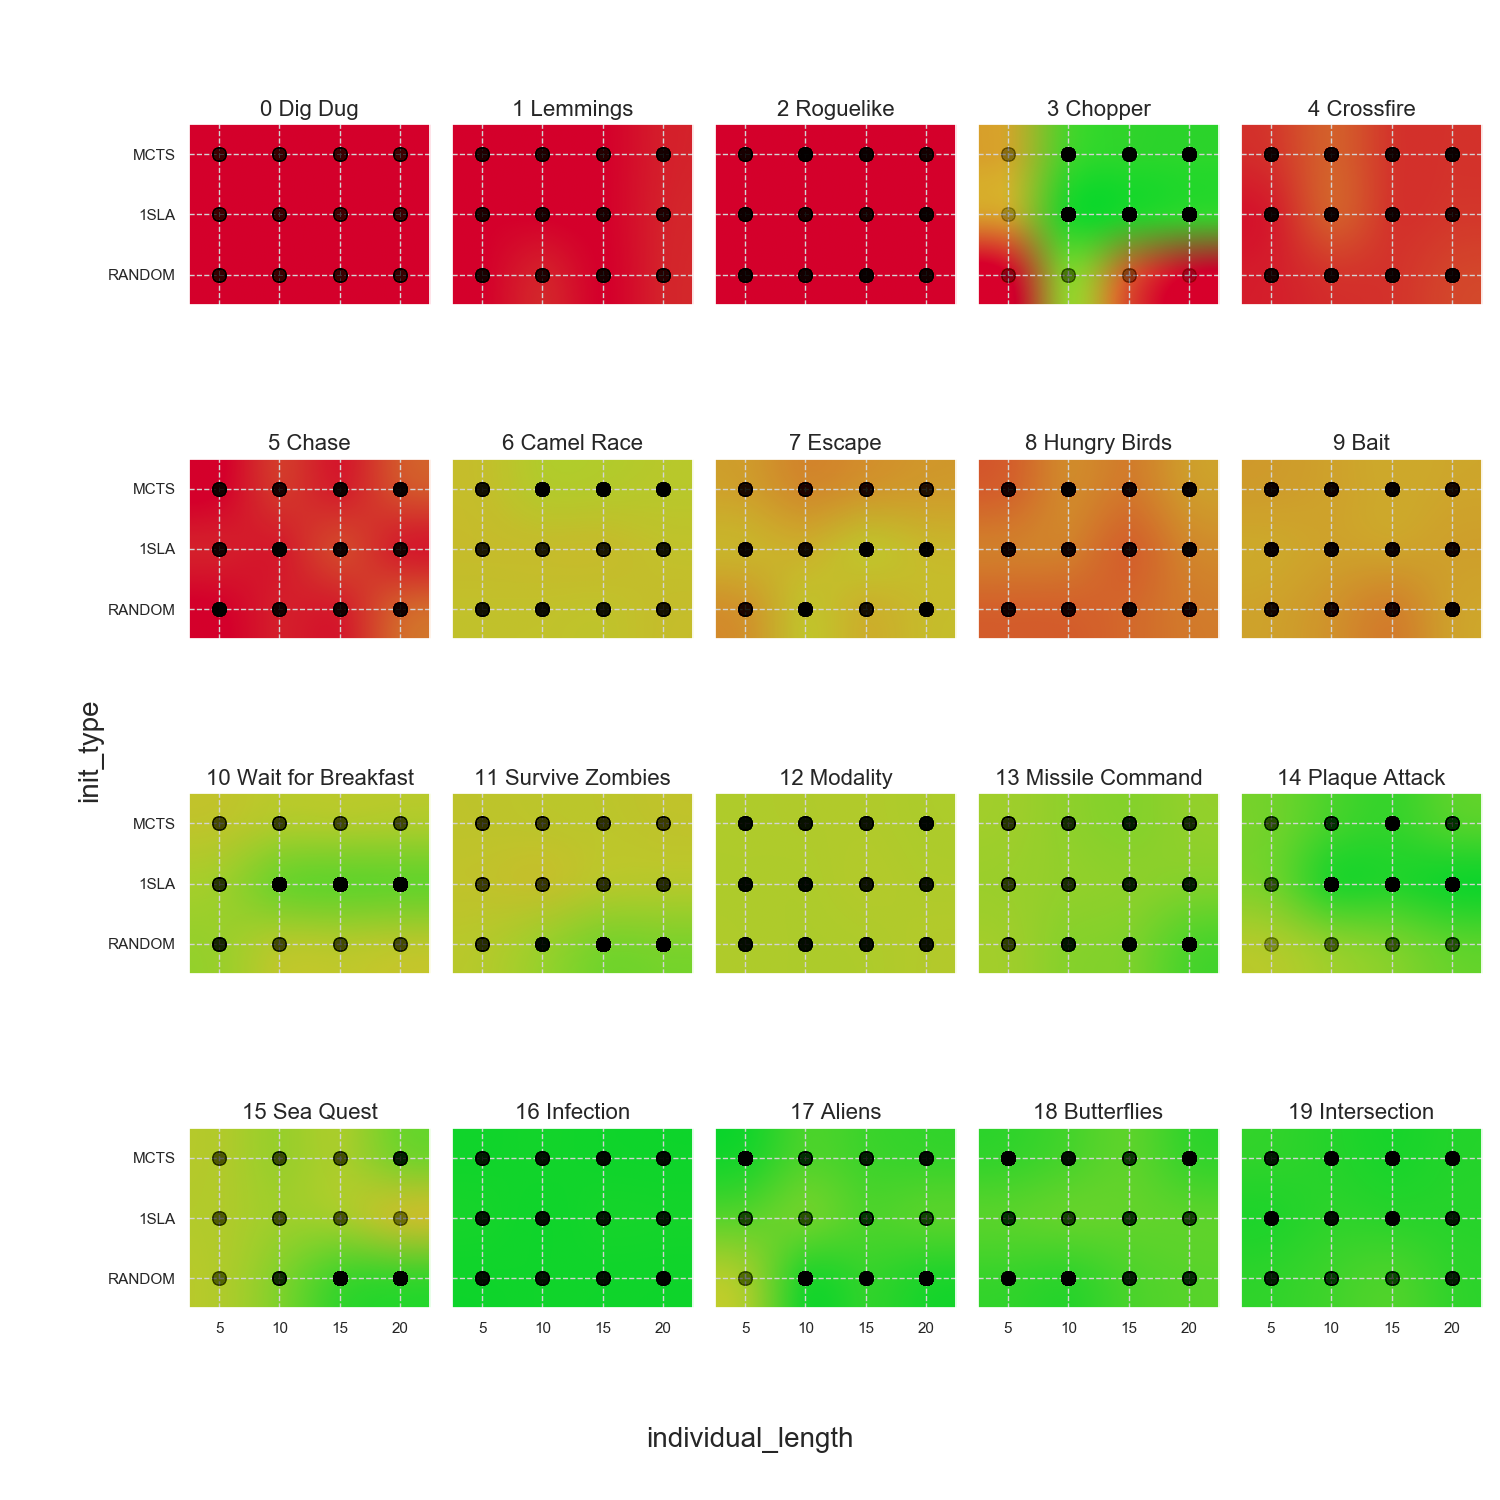 0 Dig Dug
1 Lemmings
2 Roguelike
3 Chopper
4 Crossfire
MCTS
1SLA
RANDOM
5 Chase
6 Camel Race
7 Escape
8 Hungry Birds
9 Bait
MCTS
1SLA
RANDOM
init_type
10 Wait for Breakfast
11 Survive Zombies
12 Modality
13 Missile Command
14 Plaque Attack
MCTS
1SLA
RANDOM
15 Sea Quest
16 Infection
17 Aliens
18 Butterflies
19 Intersection
MCTS
1SLA
RANDOM
5 10 15 20
5 10 15 20
5 10 15 20
5 10 15 20
5 10 15 20
individual_length